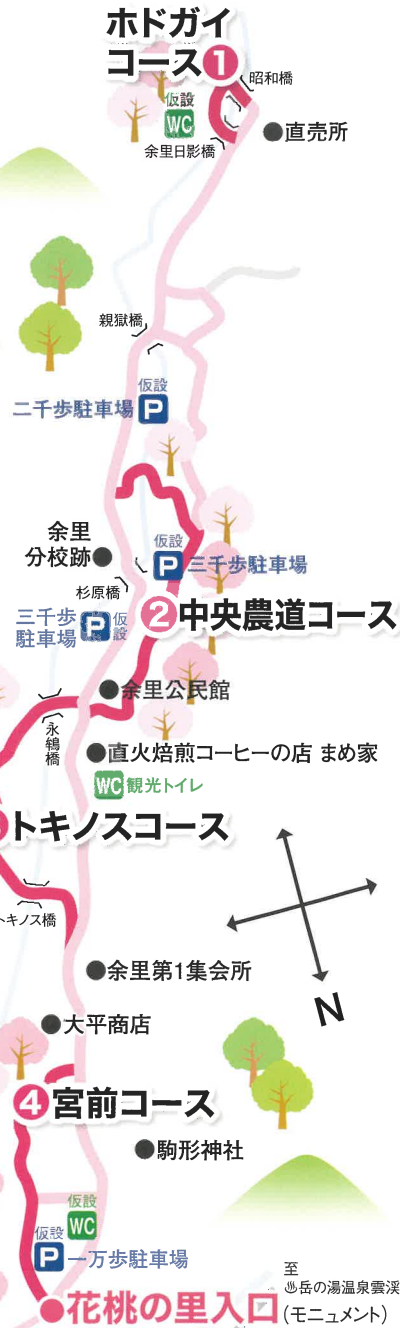 ホドガイ
コース1
昭和橋
仮設
WC
直売所
余里日影橋
親獄橋
仮設
二千歩駐車場 P
余里
分校跡
仮設
P 三千歩駐車場
杉原橋
三千歩
駐車場 P 仮設
2 中央農道コース
余里公民館
永鶴橋
直火焙煎コーヒーの店 まめ家
WC 観光トイレ
トキノスコース
トキノス橋
N
余里第1集会所
大平商店
4 宮前コース
駒形神社
仮設
WC
仮設
P 一万歩駐車場
至
♨岳の湯温泉雲渓
花桃の里入口(モニュメント)